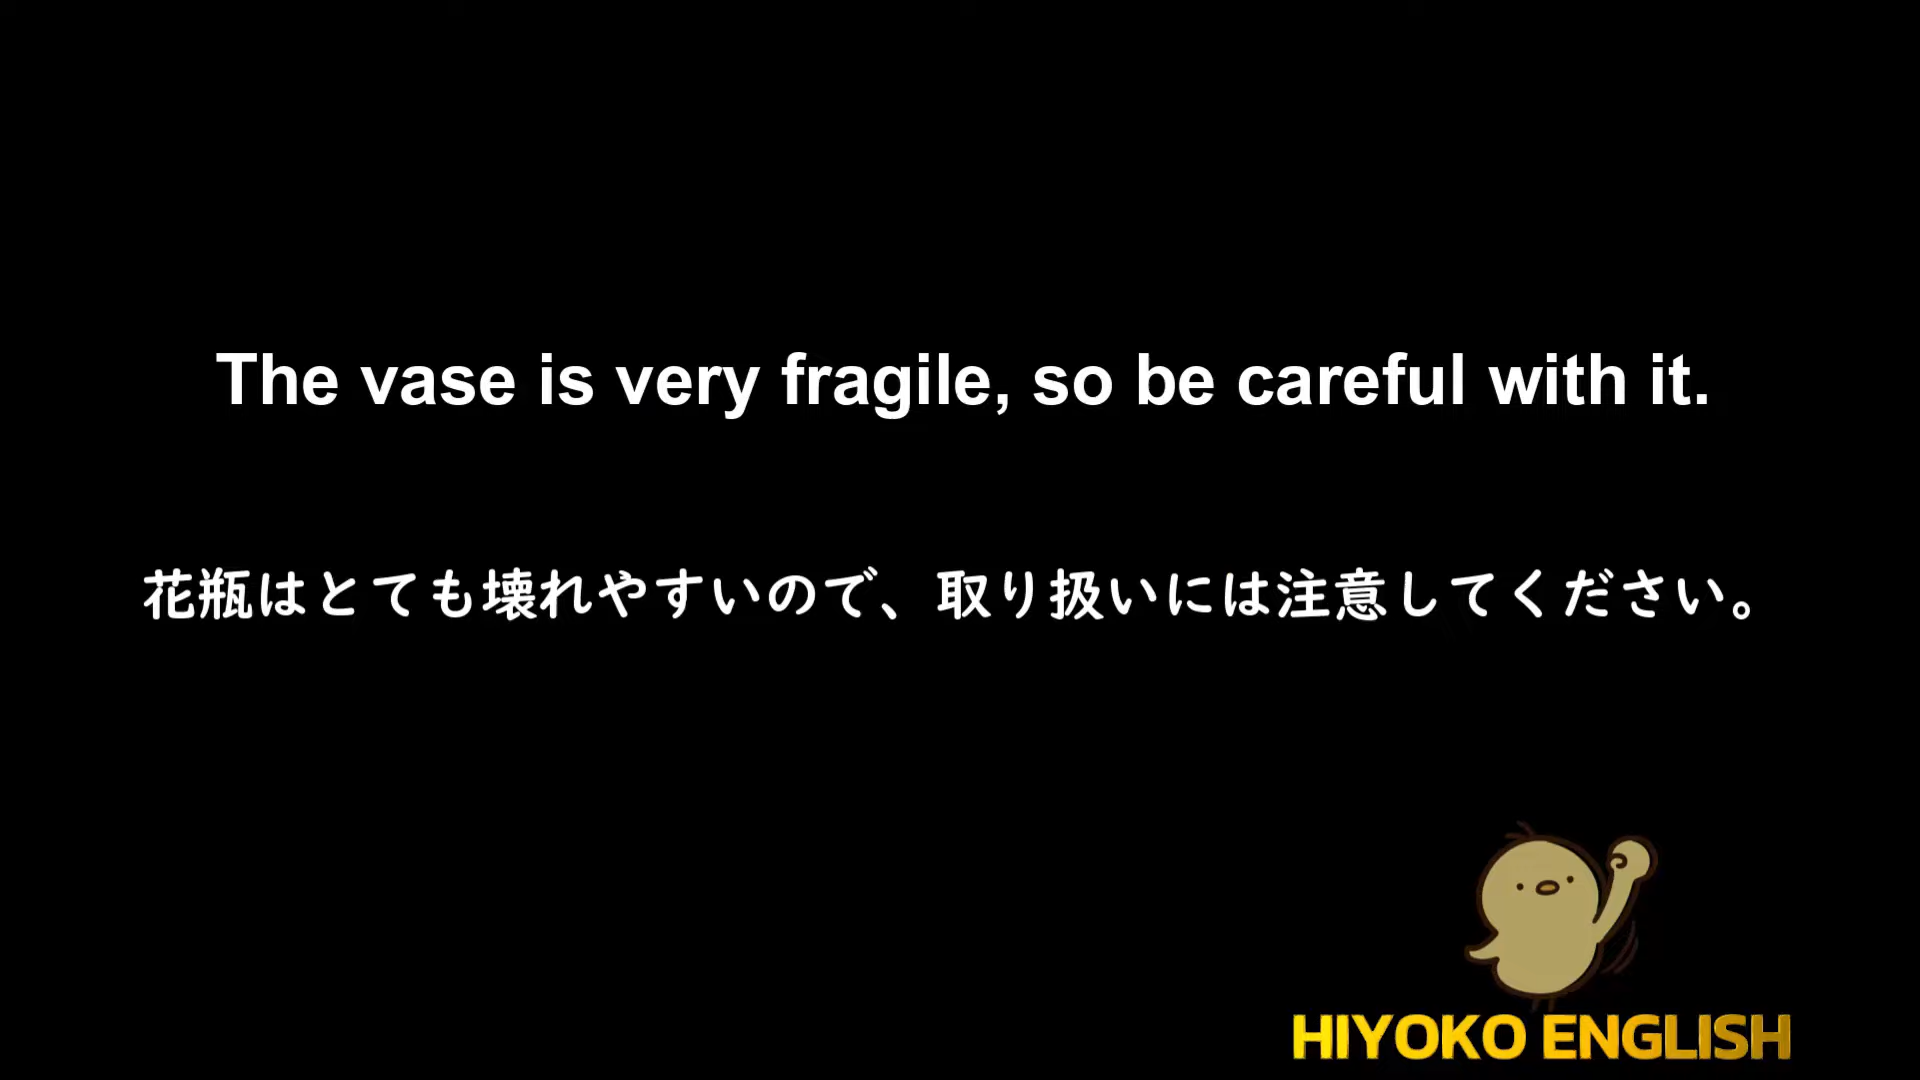 The vase is very fragile, so be careful with it.
花瓶はとても壊れやすいので、取り扱いには注意してください。
HIYOKO ENGLISH